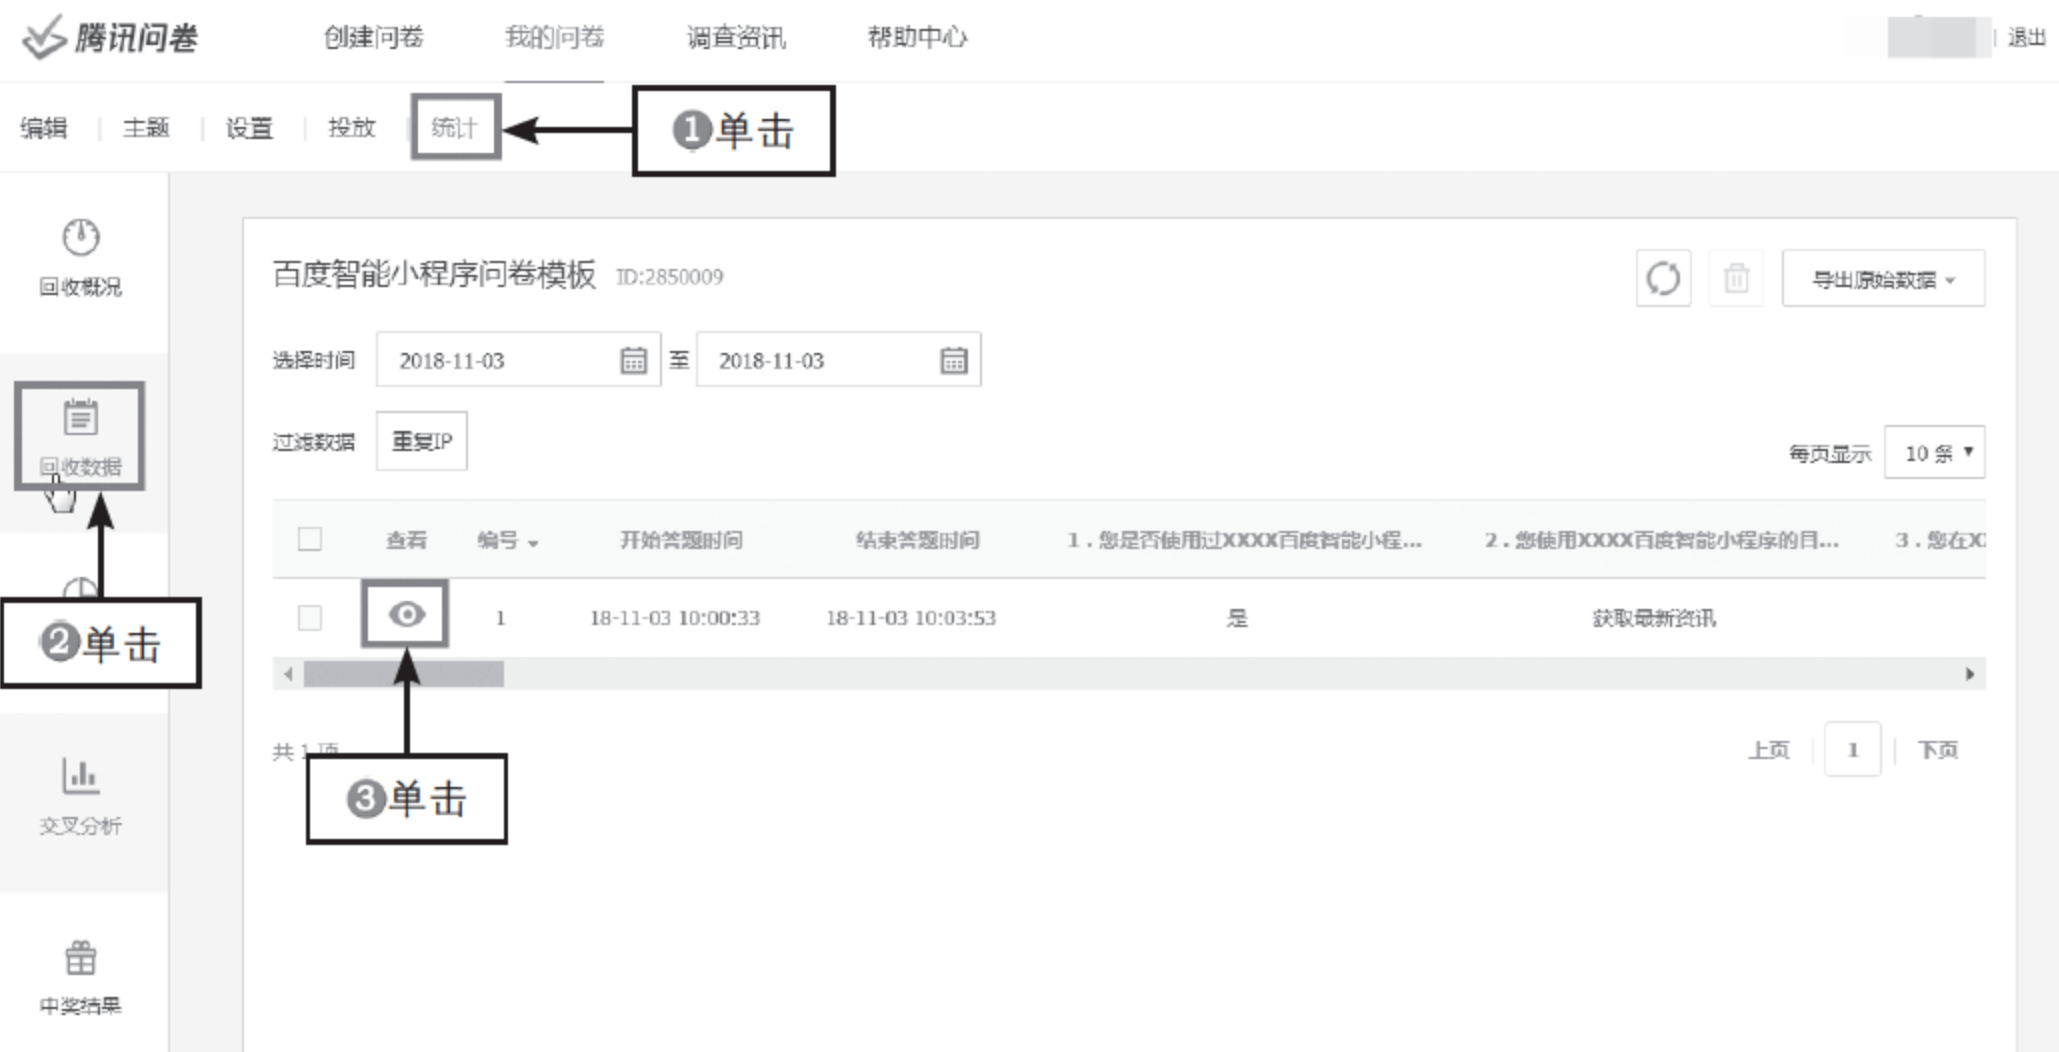 腾讯问卷 创建问卷 我的问卷 调查资讯 帮助中心 退出
编辑 主题 设置 投放 统计 ❶单击
回收概况
百度智能小程序问卷模板 ID:2850009 导出原始数据
选择时间 2018-11-03 至 2018-11-03
过滤数据 重复IP
每页显示 10 条
回收数据
查看 编号 开始答题时间 结束答题时间 1.您是否使用过XXXX百度智能小程... 2.您使用XXXX百度智能小程序的目... 3.您在X
1 18-11-03 10:00:33 18-11-03 10:03:53 是 获取最新资讯
❷单击
共 1 项 上页 1 下页
❸单击
交叉分析
中奖结果